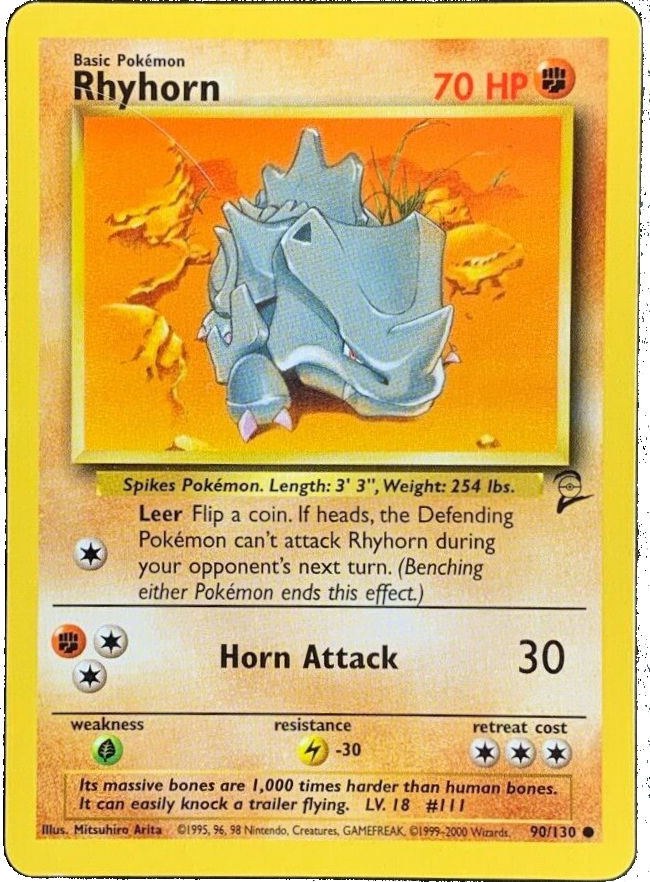 Basic Pokémon
Rhyhorn 70 HP
Spikes Pokémon. Length: 3' 3", Weight: 254 lbs.
Leer Flip a coin. If heads, the Defending
Pokémon can't attack Rhyhorn during
your opponent's next turn. (Benching
either Pokémon ends this effect.)
Horn Attack 30
weakness resistance retreat cost
-30
Its massive bones are 1,000 times harder than human bones.
It can easily knock a trailer flying. LV. 18 #111
Illus. Mitsuhiro Arita ©1995, 96, 98 Nintendo, Creatures, GAMEFREAK. ©1999-2000 Wizards. 90/130